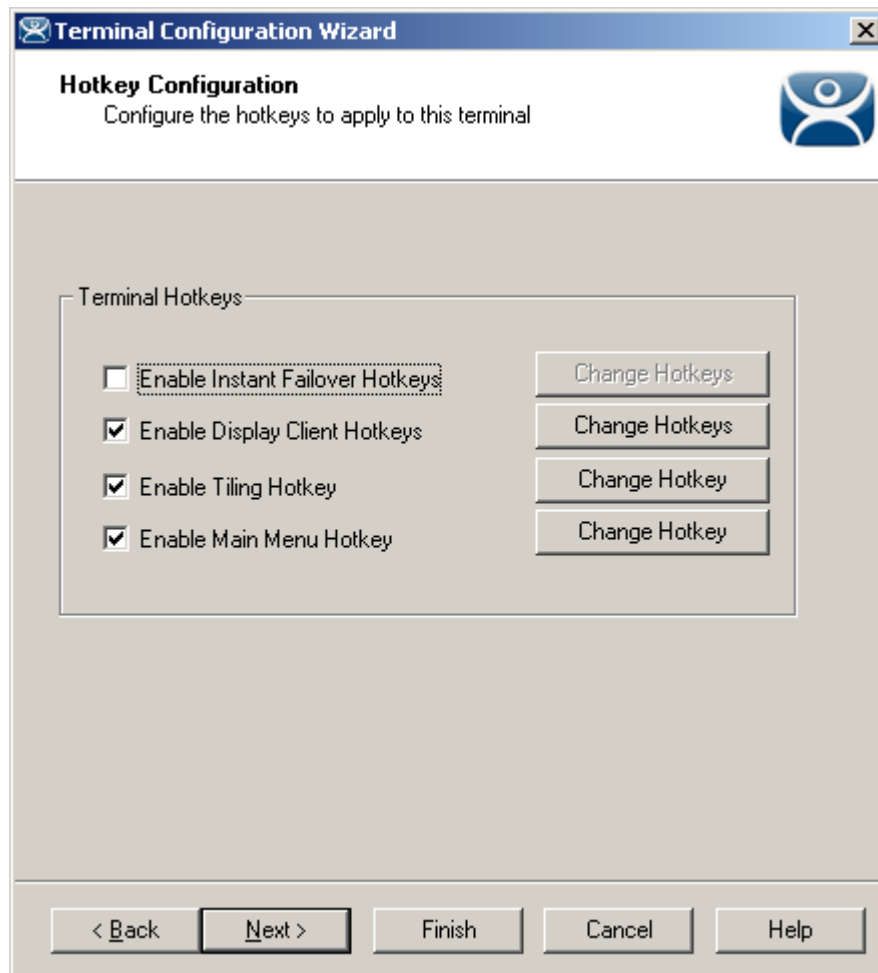 Terminal Configuration Wizard
Hotkey Configuration
Configure the hotkeys to apply to this terminal
Terminal Hotkeys
Enable Instant Failover Hotkeys Change Hotkeys
Enable Display Client Hotkeys Change Hotkeys
Enable Tiling Hotkey Change Hotkey
Enable Main Menu Hotkey Change Hotkey
< Back Next > Finish Cancel Help